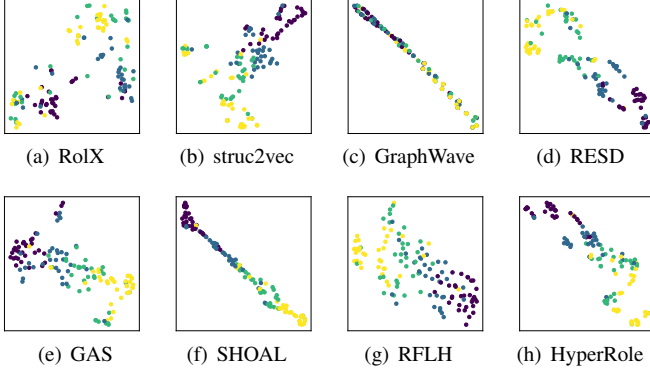 (a) RolX (b) struc2vec (c) GraphWave (d) RESD
(e) GAS (f) SHOAL (g) RFLH (h) HyperRole